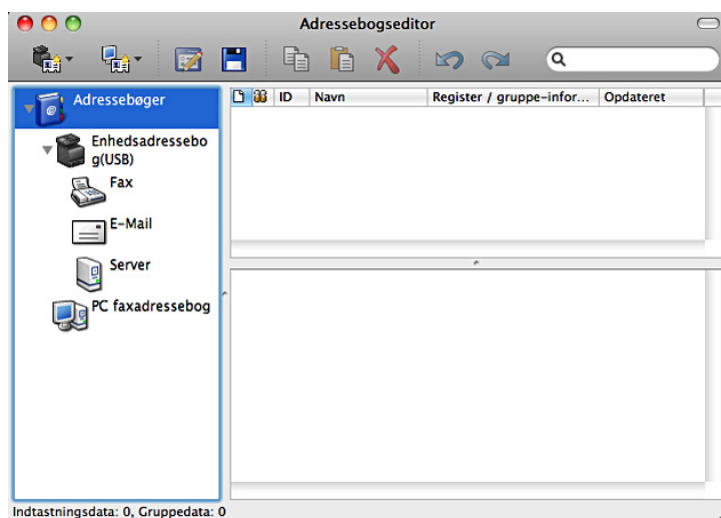 Adressebogseditor
Adressebøger
ID Navn Register / gruppe-infor... Opdateret
Enhedsadressebo
g(USB)
Fax
E-Mail
Server
PC faxadressebog
Indtastningsdata: 0, Gruppedata: 0